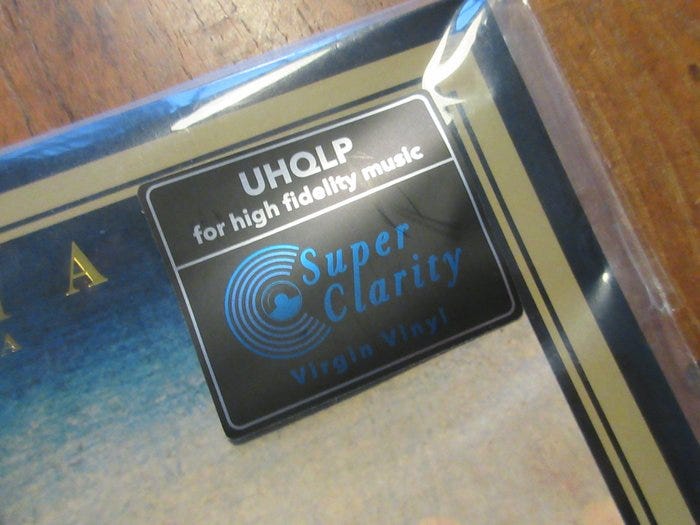 UHQLP
for high fidelity music
Super
Clarity
Virgin Vinyl
A
A